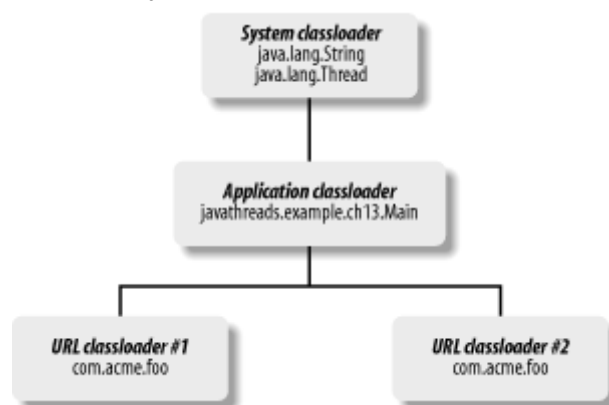 System classloader
java.lang.String
java.lang.Thread
Application classloader
javathreads.example.ch13.Main
URL classloader #1
com.acme.foo
URL classloader #2
com.acme.foo